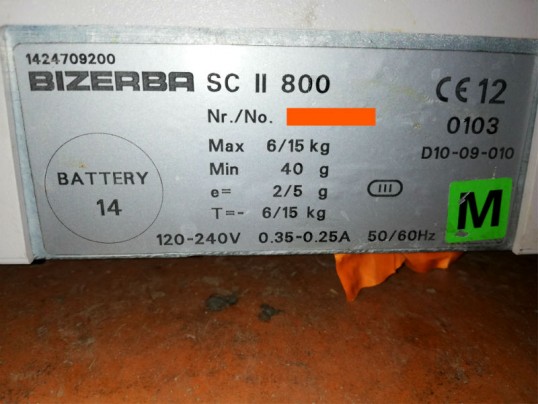 1424709200
BIZERBA SC II 800
CE 12
Nr./No.
0103
Max 6/15 kg
D10-09-010
Min 40 g
BATTERY
14
e= 2/5 g
III
M
T=- 6/15 kg
120-240V 0.35-0.25A 50/60Hz